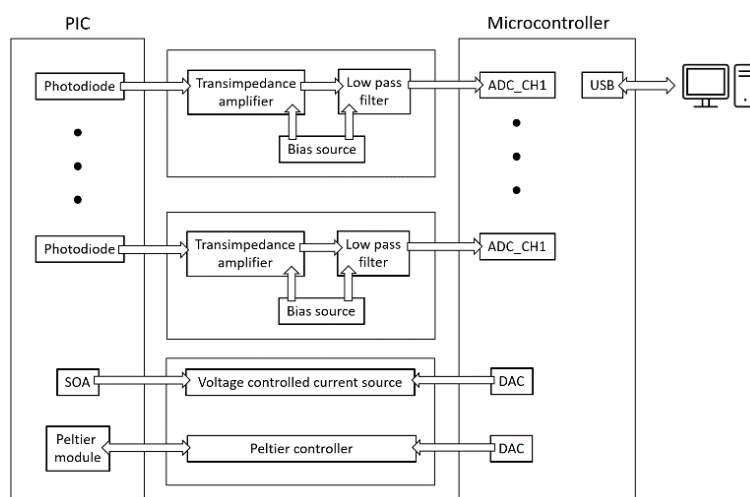 PIC
Microcontroller
Photodiode
Transimpedance
amplifier
Low pass
filter
ADC_CH1
USB
Bias source
Photodiode
Transimpedance
amplifier
Low pass
filter
ADC_CH1
Bias source
SOA
Voltage controlled current source
DAC
Peltier
module
Peltier controller
DAC